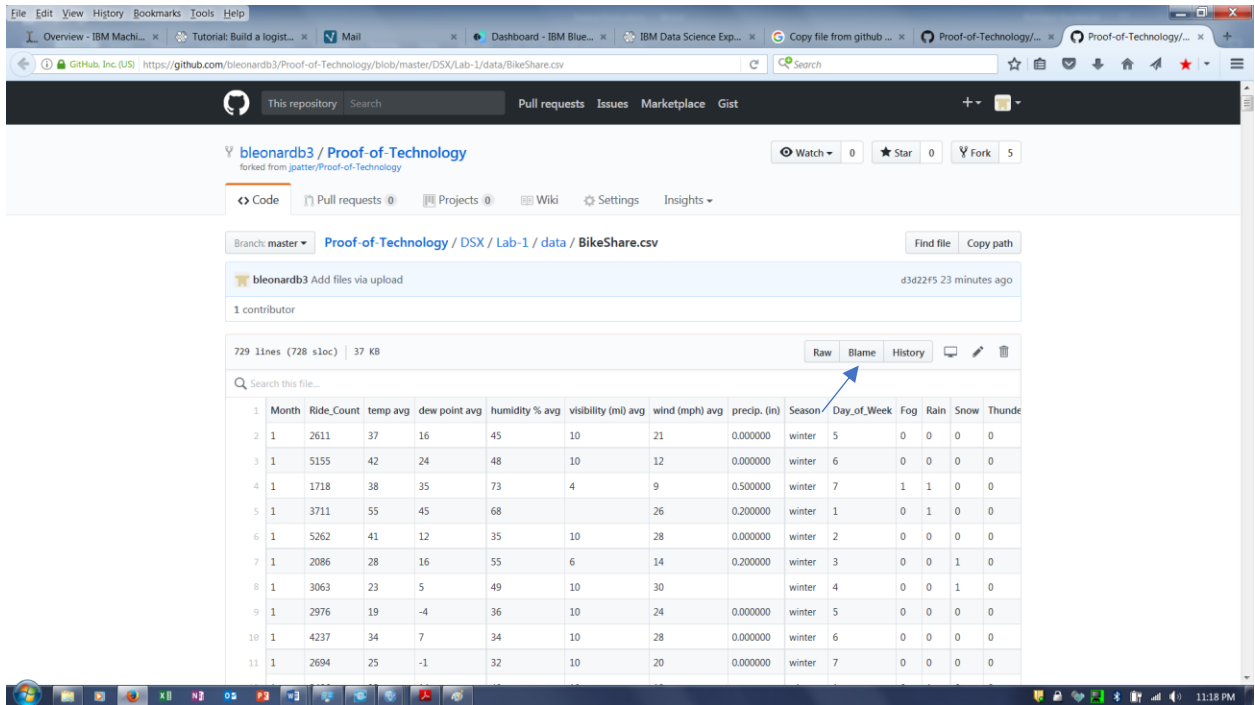 File Edit View History Bookmarks Tools Help
Overview - IBM Machi... Tutorial: Build a logist... Mail Dashboard - IBM Blue... IBM Data Science Exp... Copy file from github ... Proof-of-Technology/... Proof-of-Technology/...
GitHub, Inc. (US) https://github.com/bleonardb3/Proof-of-Technology/blob/master/DSX/Lab-1/data/BikeShare.csv Search
This repository Search Pull requests Issues Marketplace Gist
bleonardb3 / Proof-of-Technology Watch 0 Star 0 Fork 5
forked from jpatter/Proof-of-Technology
Code Pull requests 0 Projects 0 Wiki Settings Insights
Branch: master Proof-of-Technology / DSX / Lab-1 / data / BikeShare.csv Find file Copy path
bleonardb3 Add files via upload d3d22f5 23 minutes ago
1 contributor
729 lines (728 sloc) 37 KB Raw Blame History
Search this file...
1 Month Ride_Count temp avg dew point avg humidity % avg visibility (mi) avg wind (mph) avg precip. (in) Season Day_of_Week Fog Rain Snow Thunde
2 1 2611 37 16 45 10 21 0.000000 winter 5 0 0 0 0
3 1 5155 42 24 48 10 12 0.000000 winter 6 0 0 0 0
4 1 1718 38 35 73 4 9 0.500000 winter 7 1 1 0 0
5 1 3711 55 45 68 26 0.200000 winter 1 0 1 0 0
6 1 5262 41 12 35 10 28 0.000000 winter 2 0 0 0 0
7 1 2086 28 16 55 6 14 0.200000 winter 3 0 0 1 0
8 1 3063 23 5 49 10 30 winter 4 0 0 1 0
9 1 2976 19 -4 36 10 24 0.000000 winter 5 0 0 0 0
10 1 4237 34 7 34 10 28 0.000000 winter 6 0 0 0 0
11 1 2694 25 -1 32 10 20 0.000000 winter 7 0 0 0 0
11:18 PM